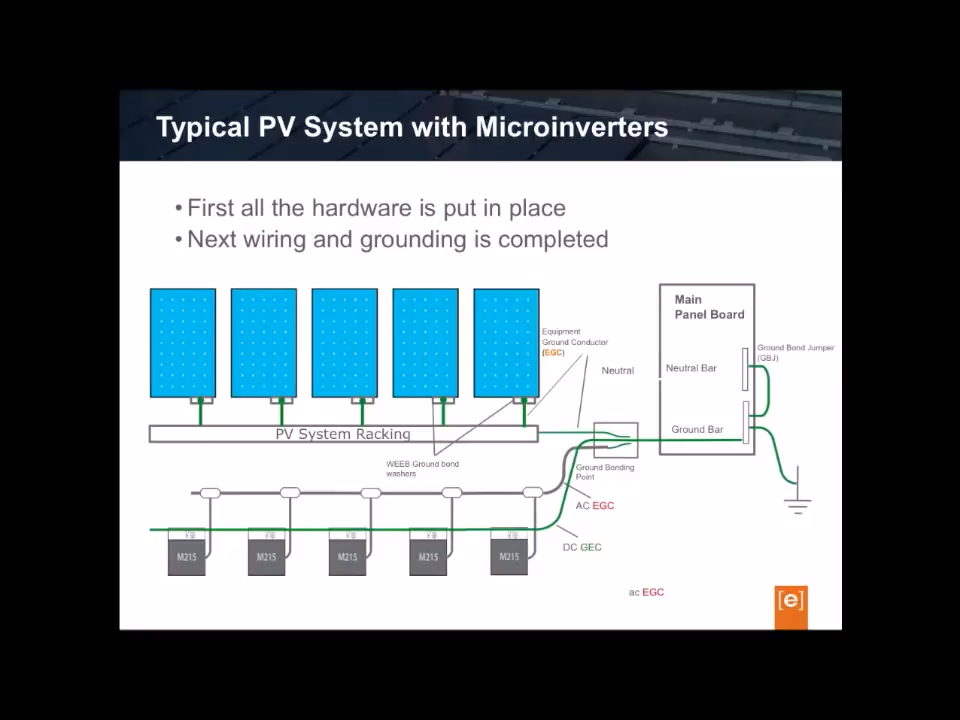 Typical PV System with Microinverters
• First all the hardware is put in place
• Next wiring and grounding is completed
Main
Panel Board
Equipment
Ground Conductor
(EGC)
Neutral
Neutral Bar
Ground Bond Jumper
(GBJ)
Ground Bar
PV System Racking
WEEB Ground bond
washers
Ground Bonding
Point
AC EGC
DC GEC
M215
M215
M215
M215
M215
ac EGC
[e]